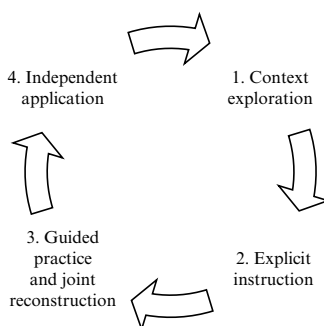 1. Context
exploration
2. Explicit
instruction
3. Guided
practice
and joint
reconstruction
4. Independent
application